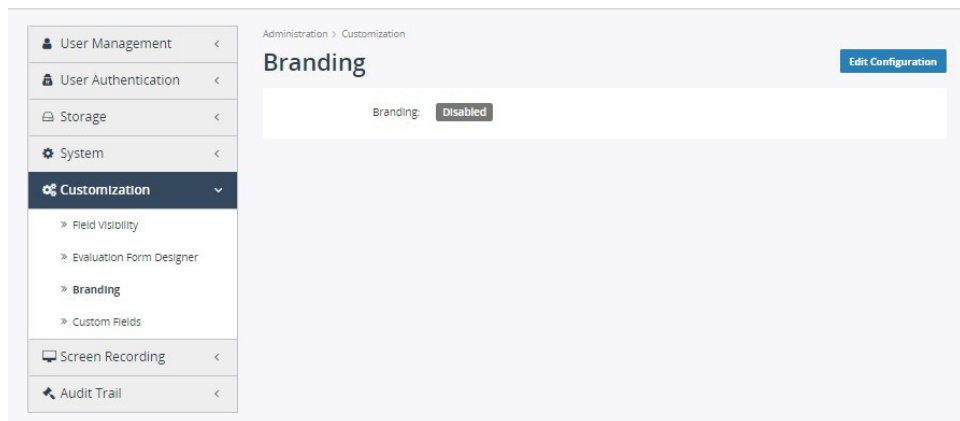 User Management
User Authentication
Storage
System
Customization
» Field Visibility
» Evaluation Form Designer
» Branding
» Custom Fields
Screen Recording
Audit Trail
Administration > Customization
Branding
Edit Configuration
Branding: Disabled